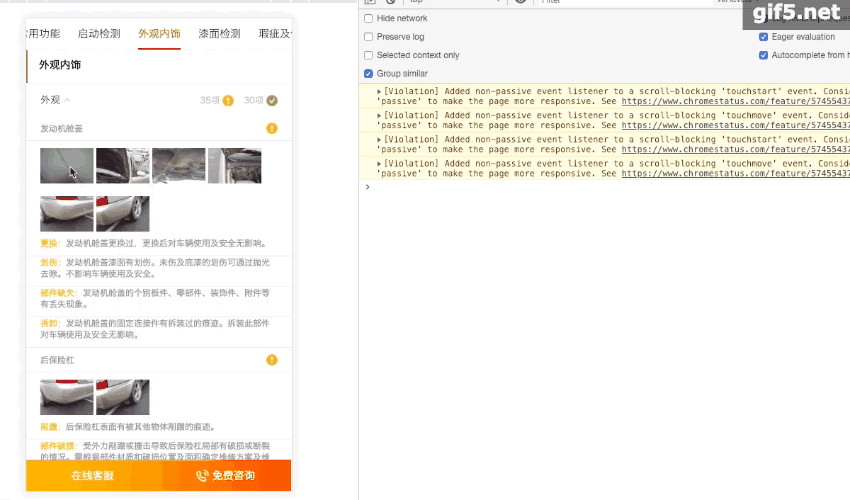 gif5.net
常用功能 启动检测 外观内饰 漆面检测 瑕疵及
外观内饰
外观 35项 30项
发动机舱盖
更换：发动机舱盖更换过，更换后对车辆使用及安全无影响。
划伤：发动机舱盖漆面有划伤。未伤及底漆的划伤可通过抛光
去除。不影响车辆使用及安全。
部件缺失：发动机舱盖的个别板件、零部件、装饰件、附件等
有丢失现象。
拆卸：发动机舱盖的固定连接件有拆装过的痕迹。拆装此部件
对车辆使用及安全无影响。
后保险杠
剐蹭：后保险杠表面有被其他物体剐蹭的痕迹。
部件破损：受外力剐蹭或撞击导致后保险杠局部有破损或断裂
的情况。需根据部件材质和破损位置及面积确定维修方案及维
在线客服 免费咨询
Hide network
Preserve log
Selected context only
Group similar
Eager evaluation
Autocomplete from h
[Violation] Added non-passive event listener to a scroll-blocking 'touchstart' event. Consid
'passive' to make the page more responsive. See https://www.chromestatus.com/feature/57455437
[Violation] Added non-passive event listener to a scroll-blocking 'touchmove' event. Conside
'passive' to make the page more responsive. See https://www.chromestatus.com/feature/57455437
[Violation] Added non-passive event listener to a scroll-blocking 'touchstart' event. Consid
'passive' to make the page more responsive. See https://www.chromestatus.com/feature/57455437
[Violation] Added non-passive event listener to a scroll-blocking 'touchmove' event. Conside
'passive' to make the page more responsive. See https://www.chromestatus.com/feature/57455437